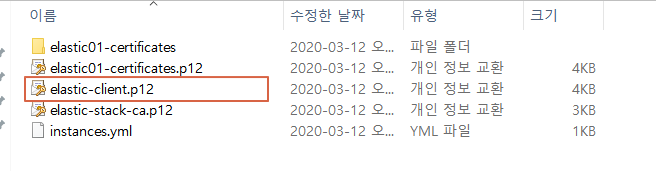 이름 수정한 날짜 유형 크기
elastic01-certificates 2020-03-12 오... 파일 폴더
elastic01-certificates.p12 2020-03-12 오... 개인 정보 교환 4KB
elastic-client.p12 2020-03-12 오... 개인 정보 교환 4KB
elastic-stack-ca.p12 2020-03-12 오... 개인 정보 교환 3KB
instances.yml 2020-03-12 오... YML 파일 1KB